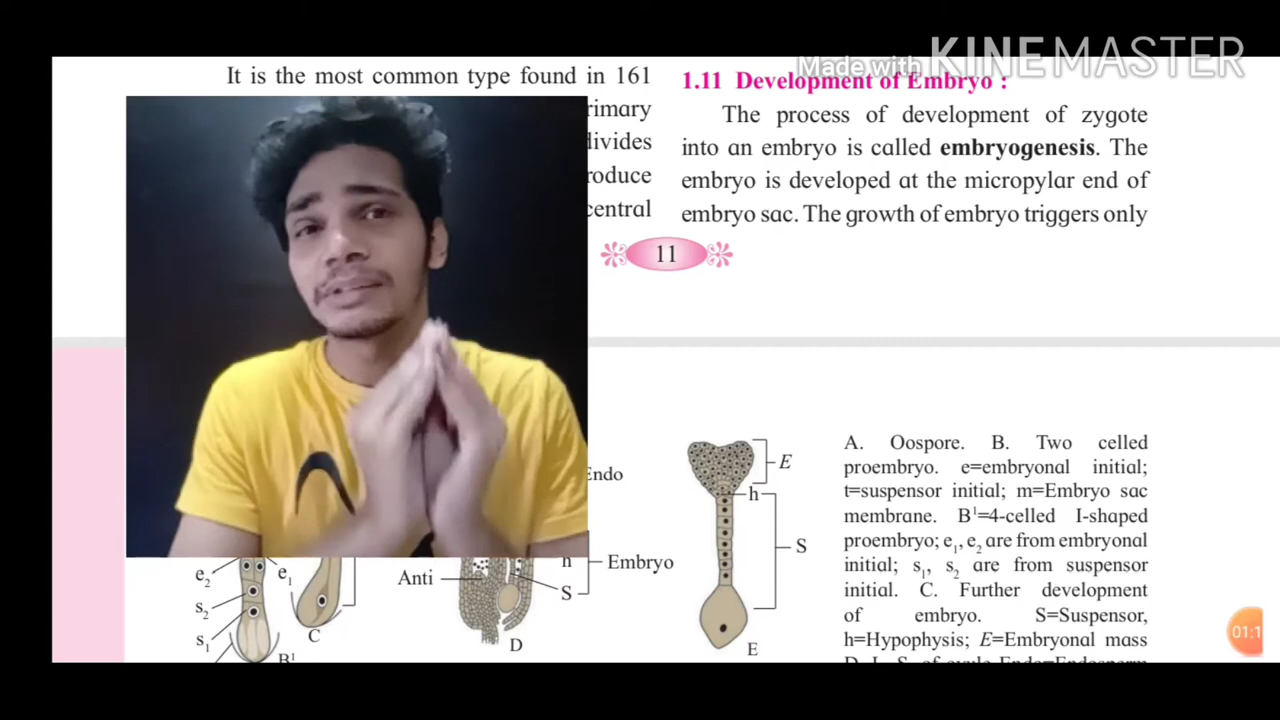 Made with KINEMASTER
It is the most common type found in 161
rimary
divides
roduce
central
1.11 Development of Embryo :
The process of development of zygote
into an embryo is called embryogenesis. The
embryo is developed at the micropylar end of
embryo sac. The growth of embryo triggers only
11
Endo
e₂
e₁
s₂
s₁
C
B¹
Anti
h
S
Embryo
D
E
h
S
E
A. Oospore. B. Two celled
proembryo. e=embryonal initial;
t=suspensor initial; m=Embryo sac
membrane. B¹=4-celled I-shaped
proembryo; e₁, e₂ are from embryonal
initial; s₁, s₂ are from suspensor
initial. C. Further development
of embryo. S=Suspensor,
h=Hypophysis; E=Embryonal mass
01:1